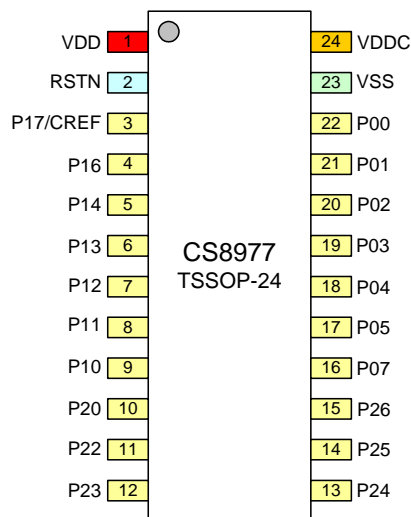 VDD 1 24 VDDC
RSTN 2 23 VSS
P17/CREF 3 22 P00
P16 4 21 P01
P14 5 20 P02
P13 6 19 P03
CS8977
TSSOP-24
P12 7 18 P04
P11 8 17 P05
P10 9 16 P07
P20 10 15 P26
P22 11 14 P25
P23 12 13 P24